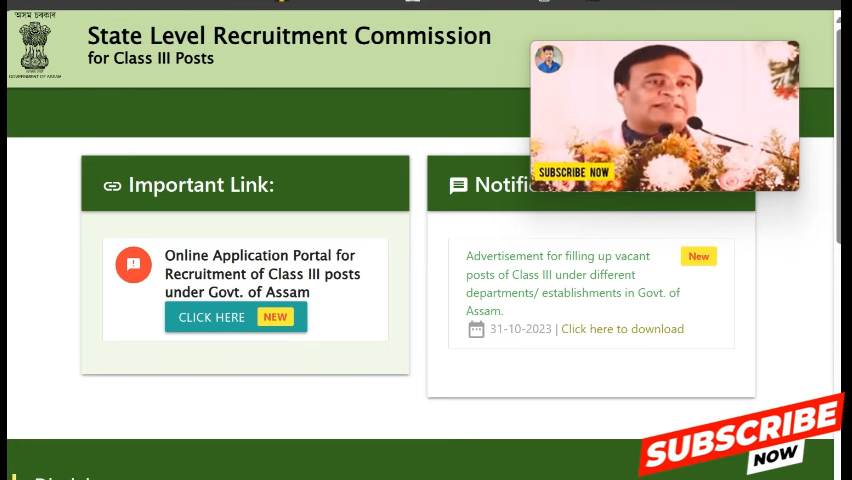 অসম চৰকাৰ
GOVERNMENT OF ASSAM
State Level Recruitment Commission
for Class III Posts
SUBSCRIBE NOW
Important Link:
Online Application Portal for
Recruitment of Class III posts
under Govt. of Assam
CLICK HERE NEW
Advertisement for filling up vacant
posts of Class III under different
departments/ establishments in Govt. of
Assam.
New
31-10-2023 | Click here to download
SUBSCRIBE
NOW